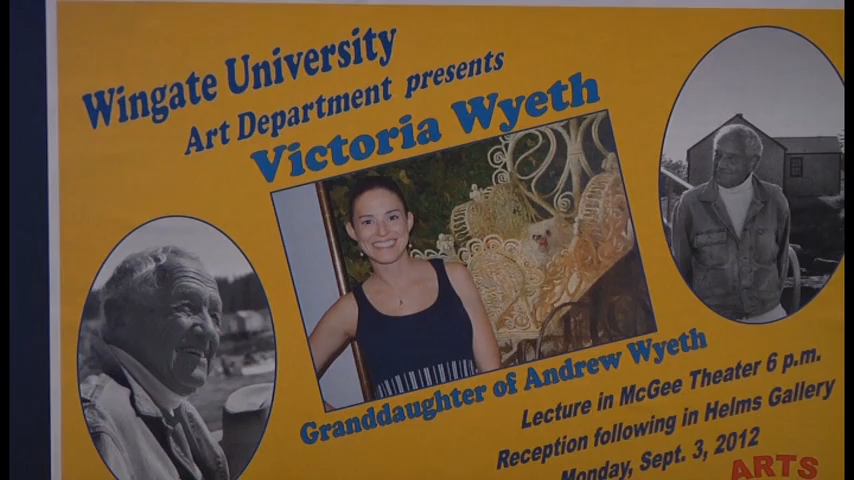 Wingate University
Art Department presents
Victoria Wyeth
Granddaughter of Andrew Wyeth
Lecture in McGee Theater 6 p.m.
Reception following in Helms Gallery
Monday, Sept. 3, 2012
ARTS